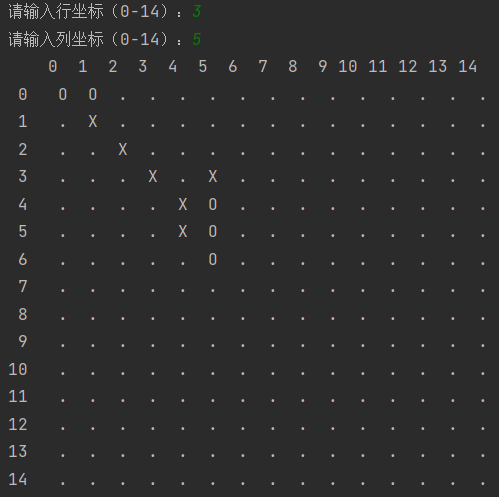 请输入行坐标（0-14）：3
请输入列坐标（0-14）：5
0 1 2 3 4 5 6 7 8 9 10 11 12 13 14
0 O O . . . . . . . . . . . . .
1 . X . . . . . . . . . . . . .
2 . . X . . . . . . . . . . . .
3 . . . X . X . . . . . . . . .
4 . . . . X O . . . . . . . . .
5 . . . . X O . . . . . . . . .
6 . . . . . O . . . . . . . . .
7 . . . . . . . . . . . . . . .
8 . . . . . . . . . . . . . . .
9 . . . . . . . . . . . . . . .
10 . . . . . . . . . . . . . . .
11 . . . . . . . . . . . . . . .
12 . . . . . . . . . . . . . . .
13 . . . . . . . . . . . . . . .
14 . . . . . . . . . . . . . . .